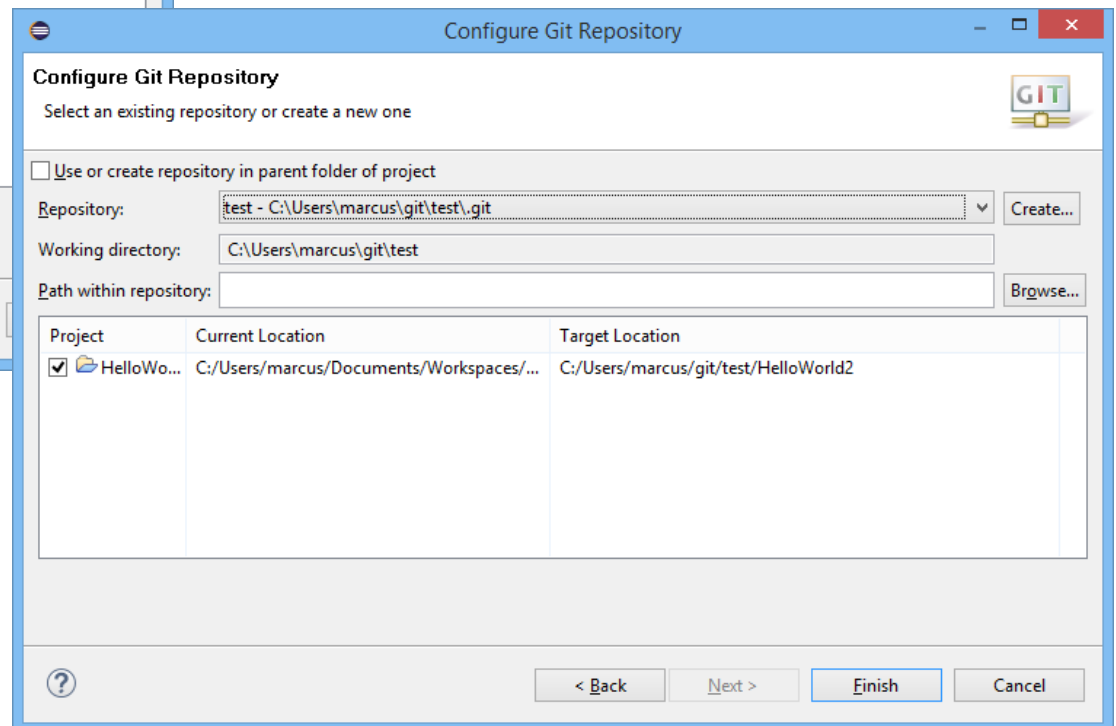 Configure Git Repository
Configure Git Repository
Select an existing repository or create a new one
GIT
Use or create repository in parent folder of project
Repository: test - C:\Users\marcus\git\test\.git Create...
Working directory: C:\Users\marcus\git\test
Path within repository: Browse...
Project Current Location Target Location
HelloWo... C:/Users/marcus/Documents/Workspaces/... C:/Users/marcus/git/test/HelloWorld2
? < Back Next > Finish Cancel